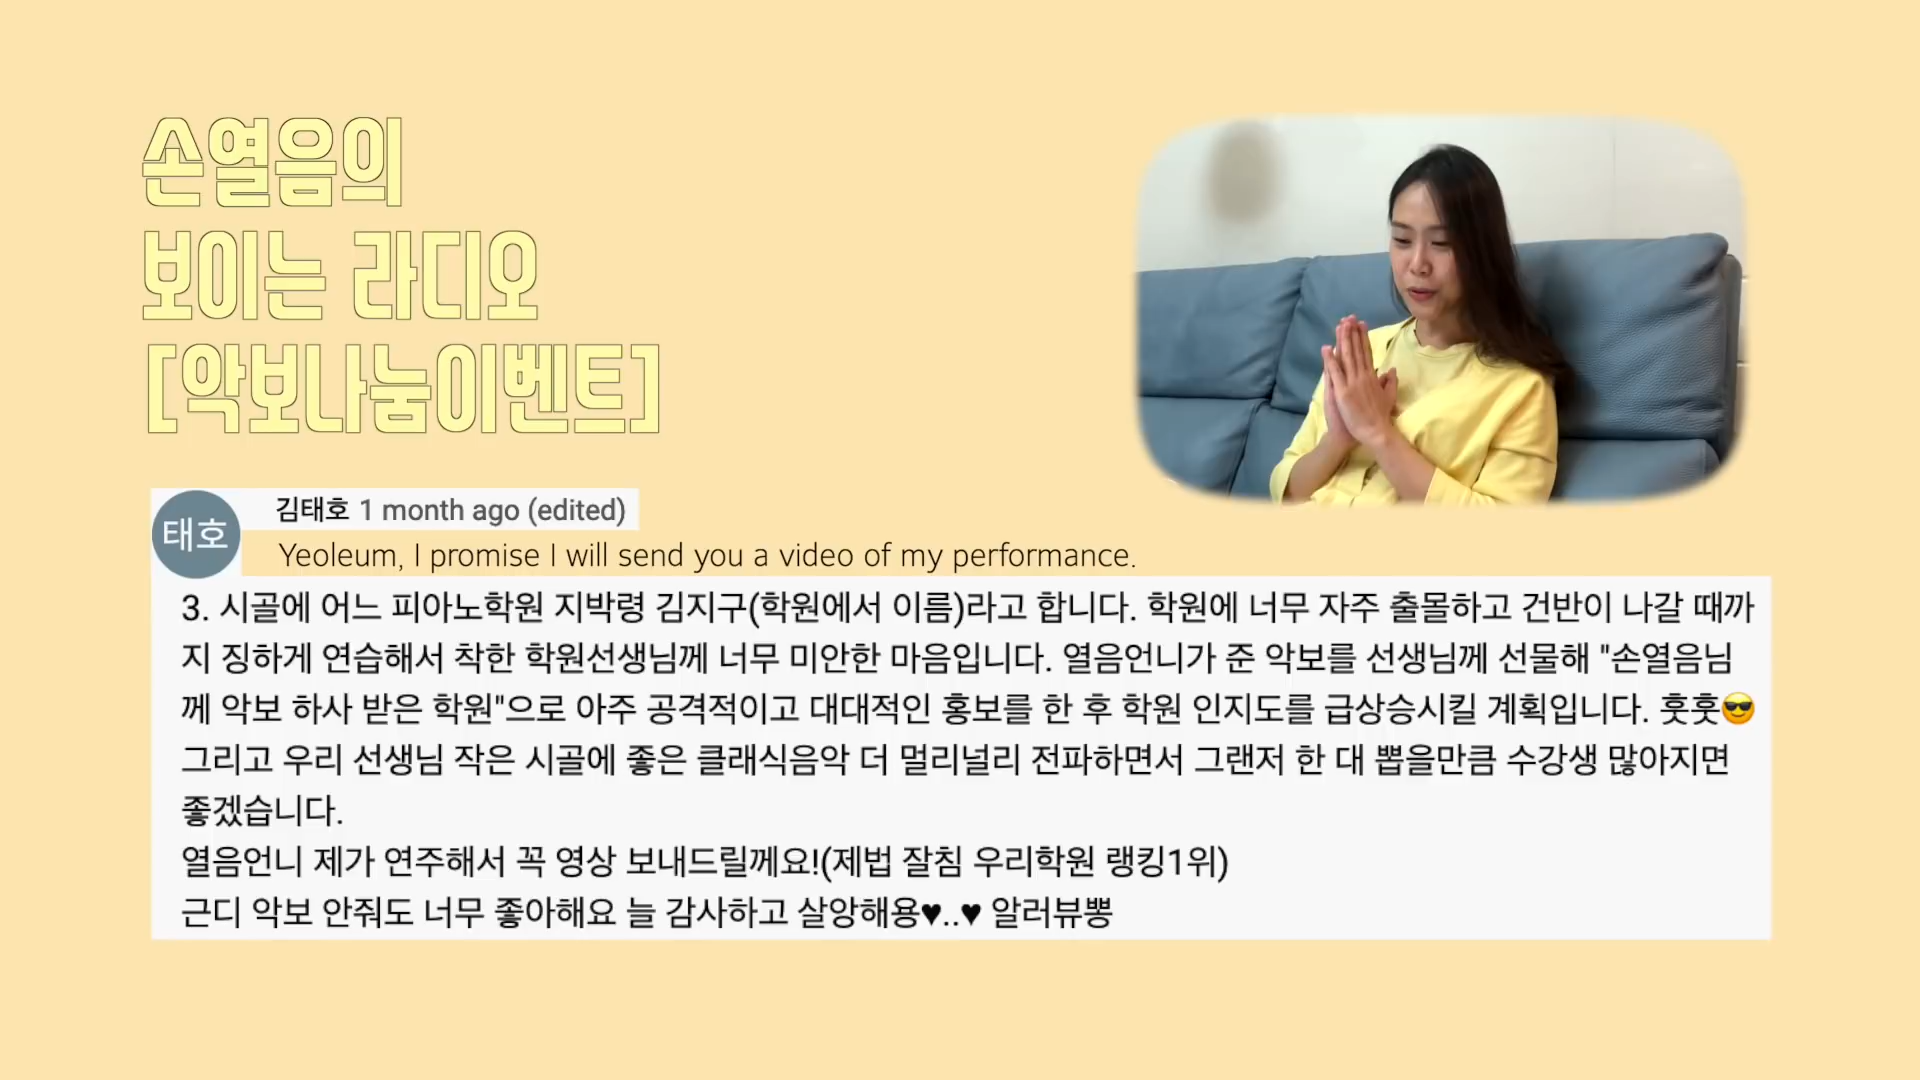 손열음의
보이는 라디오
[악보나눔이벤트]
태호
김태호 1 month ago (edited)
Yeoleum, I promise I will send you a video of my performance.
3. 시골에 어느 피아노학원 지박령 김지구(학원에서 이름)라고 합니다. 학원에 너무 자주 출몰하고 건반이 나갈 때까
지 징하게 연습해서 착한 학원선생님께 너무 미안한 마음입니다. 열음언니가 준 악보를 선생님께 선물해 "손열음님
께 악보 하사 받은 학원"으로 아주 공격적이고 대대적인 홍보를 한 후 학원 인지도를 급상승시킬 계획입니다. 훗훗😎
그리고 우리 선생님 작은 시골에 좋은 클래식음악 더 멀리널리 전파하면서 그랜저 한 대 뽑을만큼 수강생 많아지면
좋겠습니다.
열음언니 제가 연주해서 꼭 영상 보내드릴께요!(제법 잘침 우리학원 랭킹1위)
근디 악보 안줘도 너무 좋아해요 늘 감사하고 살앙해용♥..♥ 알러뷰뿅